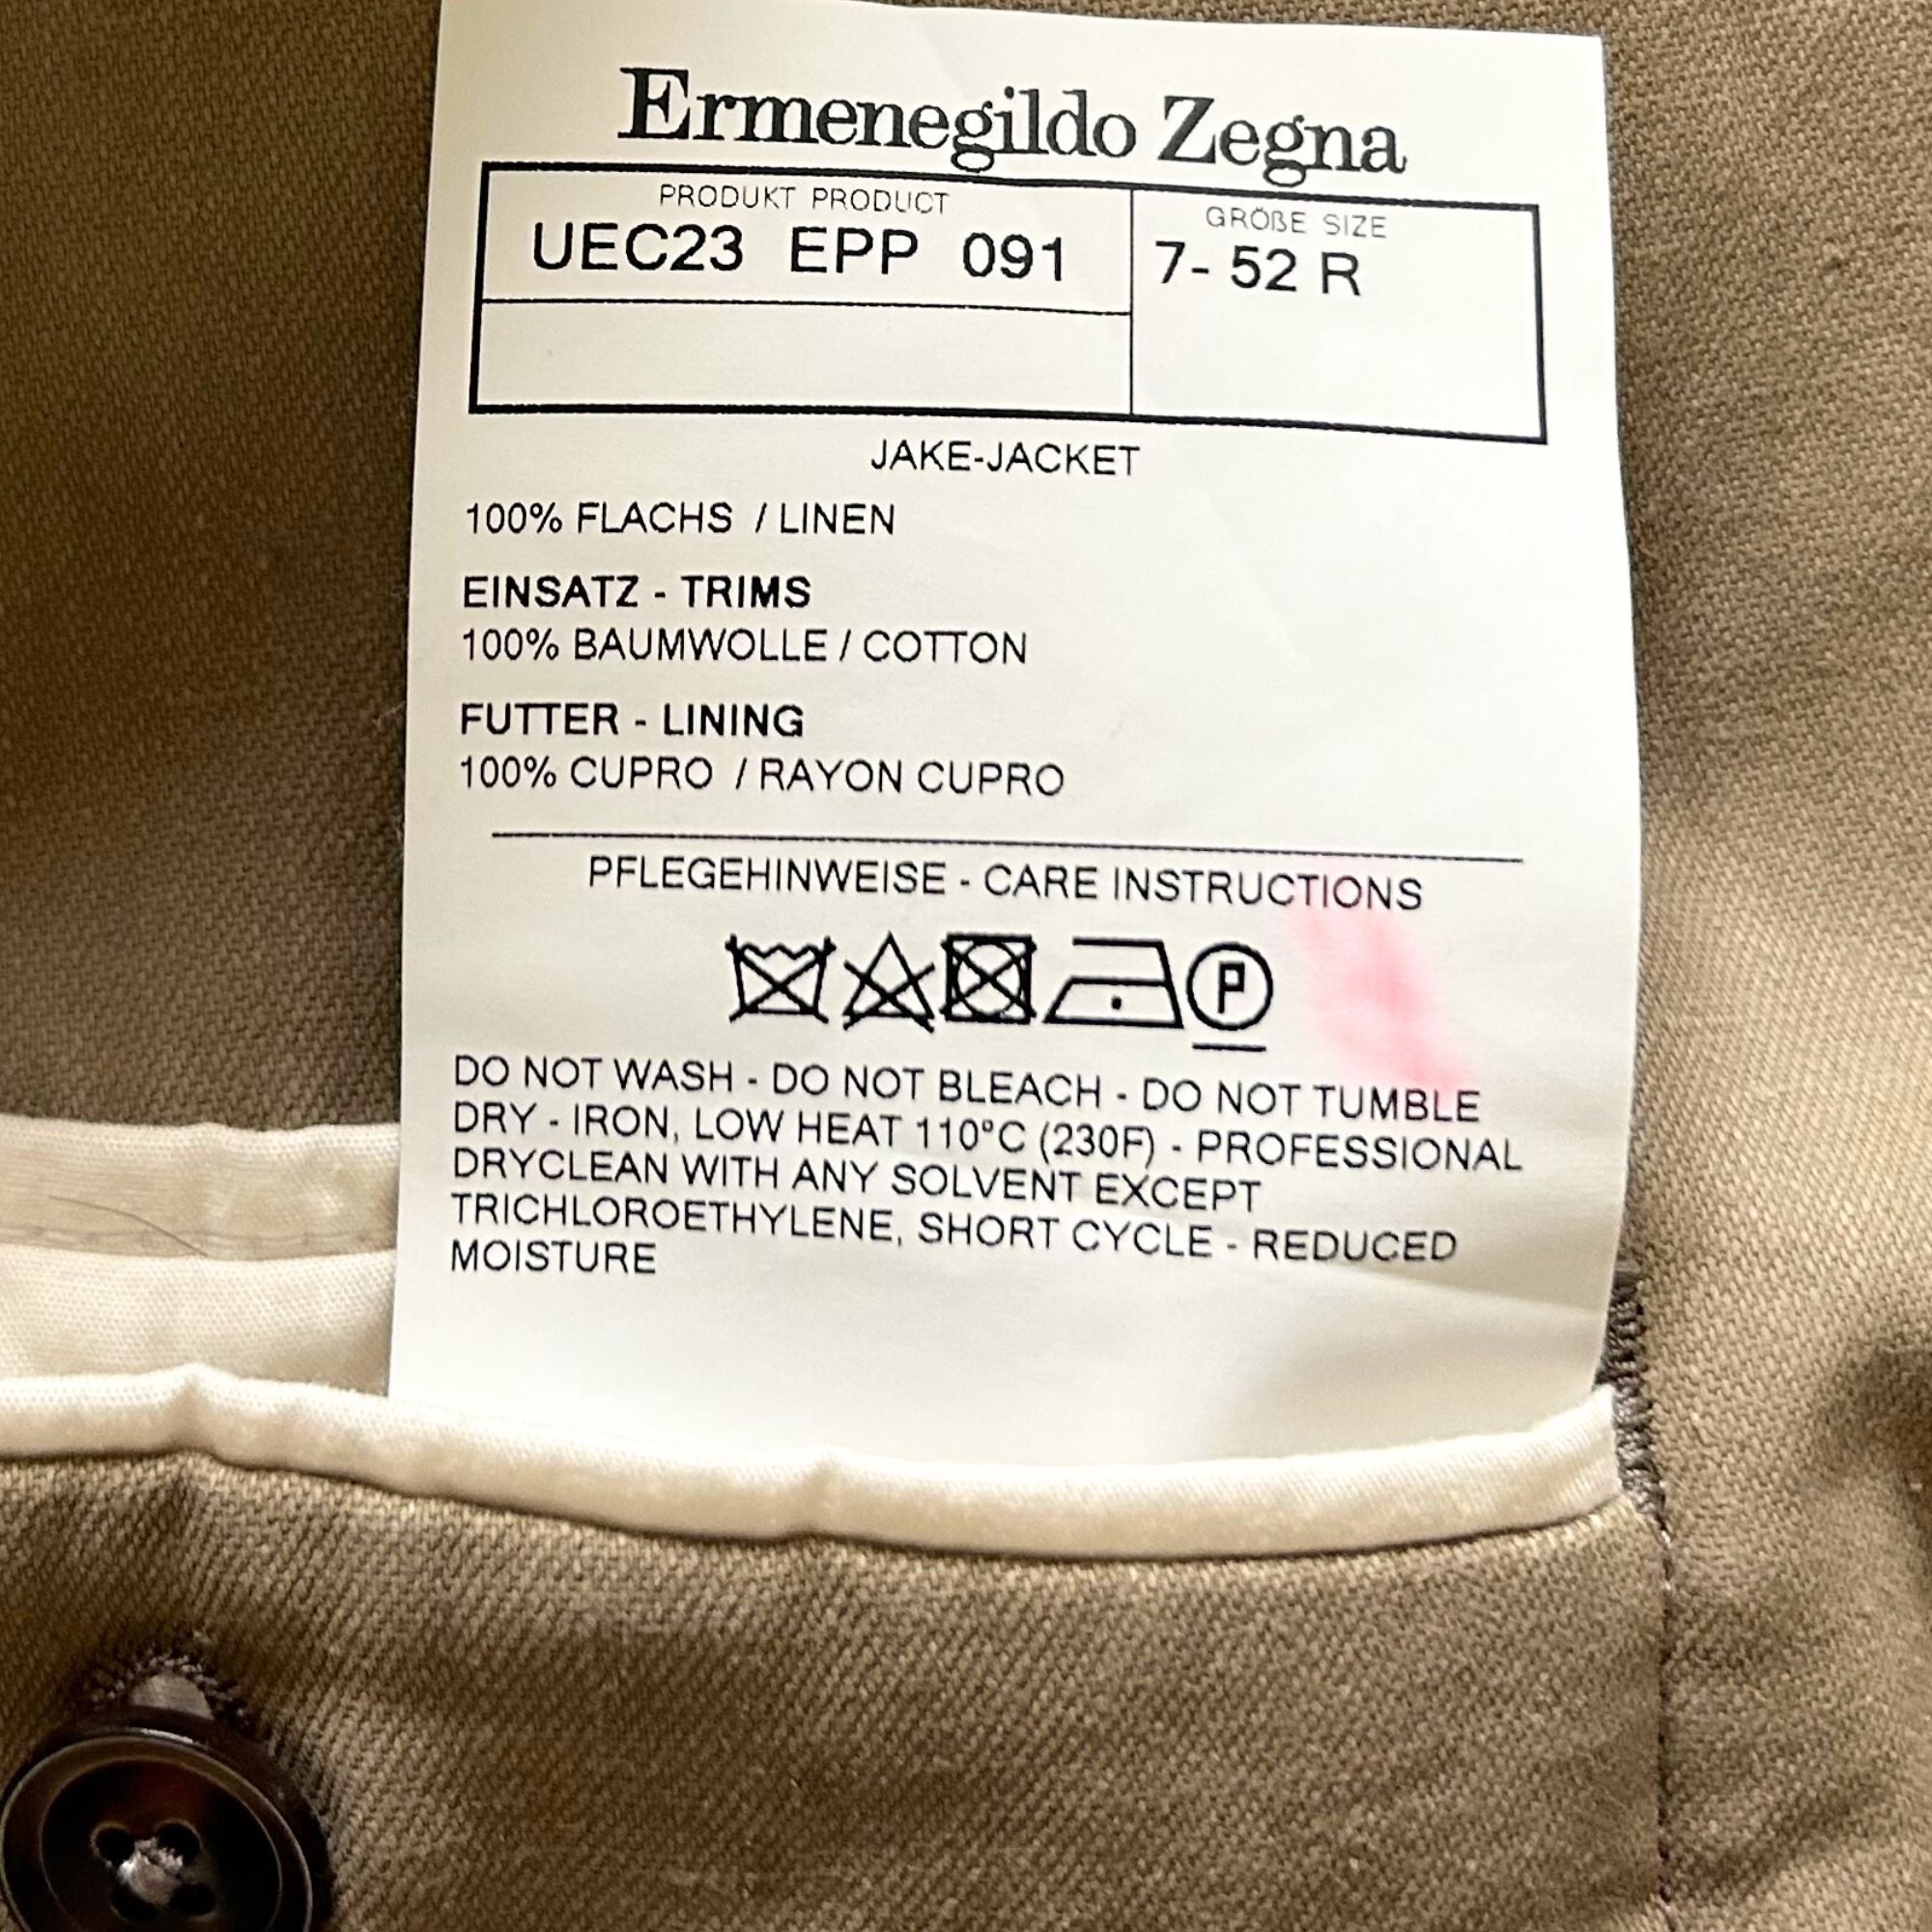 Ermenegildo Zegna
PRODUKT PRODUCT
UEC23 EPP 091
GRÖßE SIZE
7- 52 R
JAKE-JACKET
100% FLACHS / LINEN
EINSATZ - TRIMS
100% BAUMWOLLE / COTTON
FUTTER - LINING
100% CUPRO / RAYON CUPRO
PFLEGEHINWEISE - CARE INSTRUCTIONS
P
DO NOT WASH - DO NOT BLEACH - DO NOT TUMBLE
DRY - IRON, LOW HEAT 110°C (230F) - PROFESSIONAL
DRYCLEAN WITH ANY SOLVENT EXCEPT
TRICHLOROETHYLENE, SHORT CYCLE - REDUCED
MOISTURE